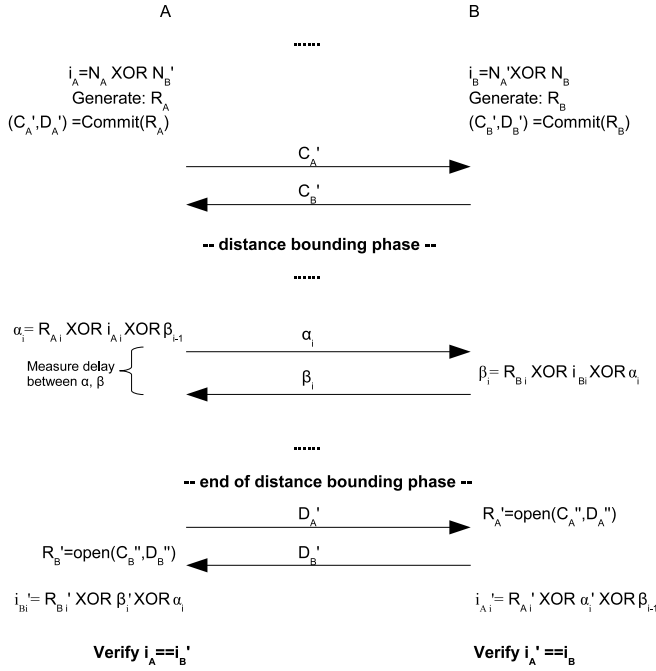 A B
......
i_A=N_A XOR N_B' i_B=N_A'XOR N_B
Generate: R_A Generate: R_B
(C_A',D_A') =Commit(R_A) (C_B',D_B') =Commit(R_B)
C_A'
C_B'
-- distance bounding phase --
......
α_i= R_A i XOR i_A i XOR β_i-1
α_i
Measure delay
between α, β
β_i
β_i= R_B i XOR i_Bi XOR α_i
......
-- end of distance bounding phase --
D_A'
R_A'=open(C_A'',D_A'')
D_B'
R_B'=open(C_B'',D_B'')
i_Bi'= R_B i' XOR β_i' XOR α_i i_A i'= R_A i' XOR α_i' XOR β_i-1
Verify i_A==i_B' Verify i_A' ==i_B